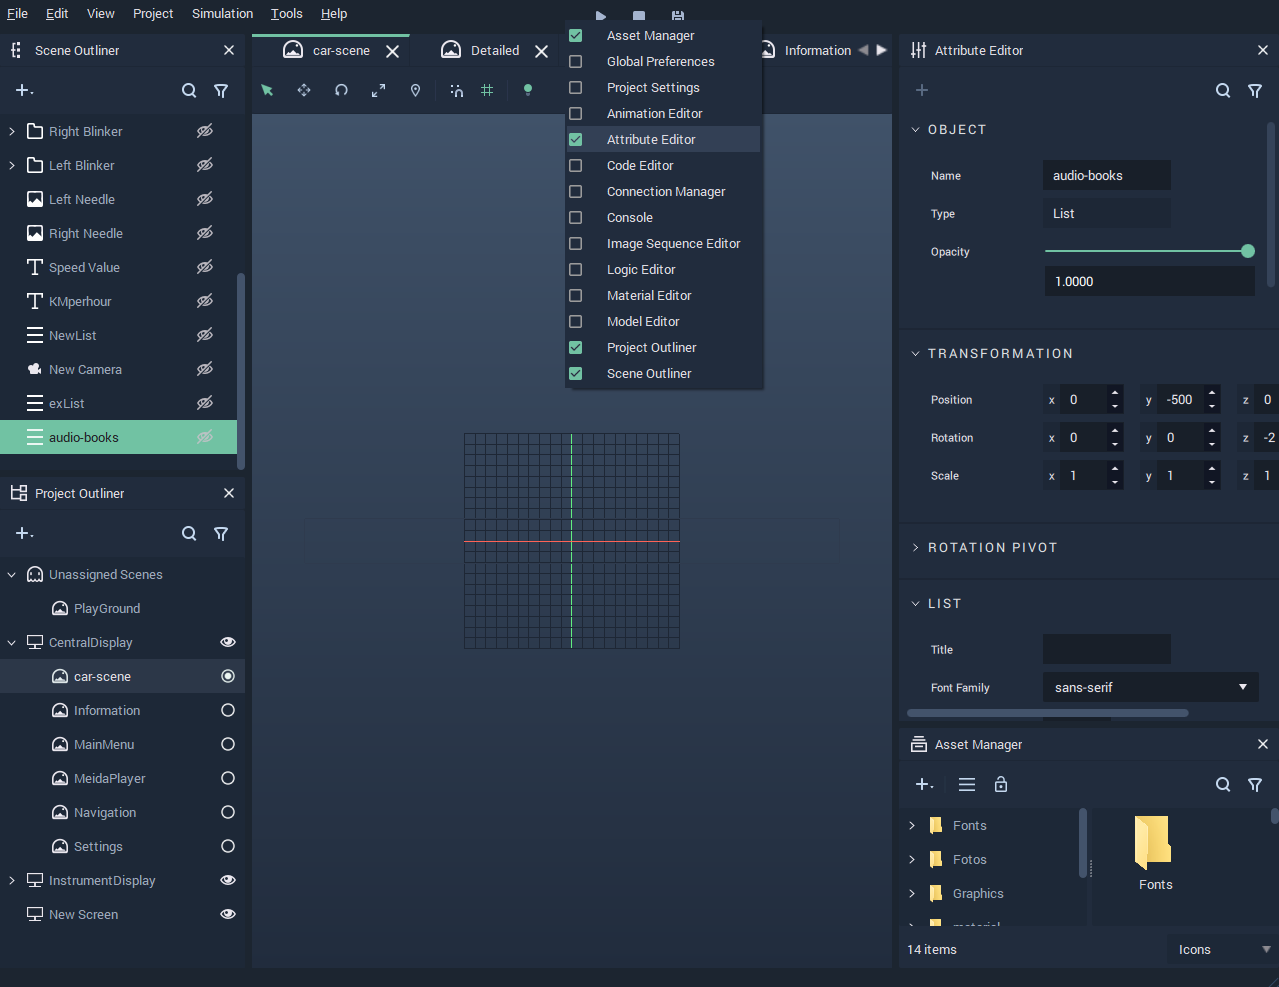 File Edit View Project Simulation Tools Help
Scene Outliner
Right Blinker
Left Blinker
Left Needle
Right Needle
Speed Value
KMperhour
NewList
New Camera
exList
audio-books
Project Outliner
Unassigned Scenes
PlayGround
CentralDisplay
car-scene
Information
MainMenu
MeidaPlayer
Navigation
Settings
InstrumentDisplay
New Screen
car-scene Detailed Information
Asset Manager
Global Preferences
Project Settings
Animation Editor
Attribute Editor
Code Editor
Connection Manager
Console
Image Sequence Editor
Logic Editor
Material Editor
Model Editor
Project Outliner
Scene Outliner
Attribute Editor
OBJECT
Name audio-books
Type List
Opacity
1.0000
TRANSFORMATION
Position x 0 y -500 z 0
Rotation x 0 y 0 z -2
Scale x 1 y 1 z 1
ROTATION PIVOT
LIST
Title
Font Family sans-serif
Asset Manager
Fonts
Fotos
Graphics
material
Fonts
14 items Icons